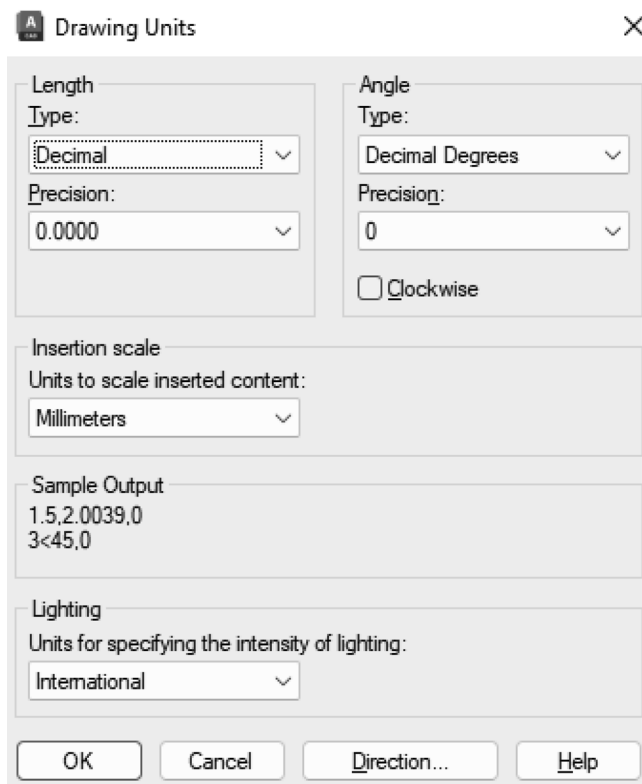 A
CAD
Drawing Units
Length
Type:
Decimal
Precision:
0.0000
Angle
Type:
Decimal Degrees
Precision:
0
Clockwise
Insertion scale
Units to scale inserted content:
Millimeters
Sample Output
1.5,2.0039,0
3<45,0
Lighting
Units for specifying the intensity of lighting:
International
OK Cancel Direction... Help